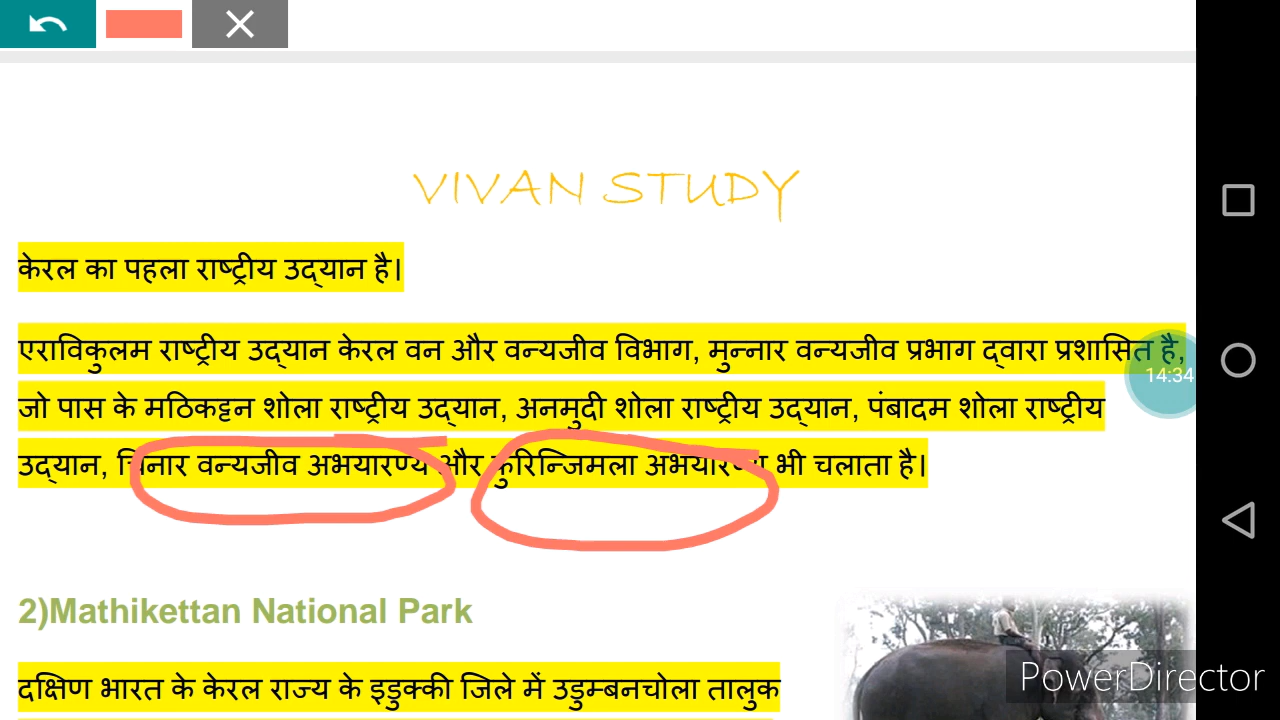 VIVAN STUDY
केरल का पहला राष्ट्रीय उद्यान है।
एराविकुलम राष्ट्रीय उद्यान केरल वन और वन्यजीव विभाग, मुन्नार वन्यजीव प्रभाग द्वारा प्रशासित है,
14:34
जो पास के मठिकट्टन शोला राष्ट्रीय उद्यान, अनमुदी शोला राष्ट्रीय उद्यान, पंबादम शोला राष्ट्रीय
उद्यान, चिनार वन्यजीव अभयारण्य और कुरिन्जिमला अभयारण्य भी चलाता है।
2)Mathikettan National Park
दक्षिण भारत के केरल राज्य के इडुक्की जिले में उडुम्बनचोला तालुक
PowerDirector